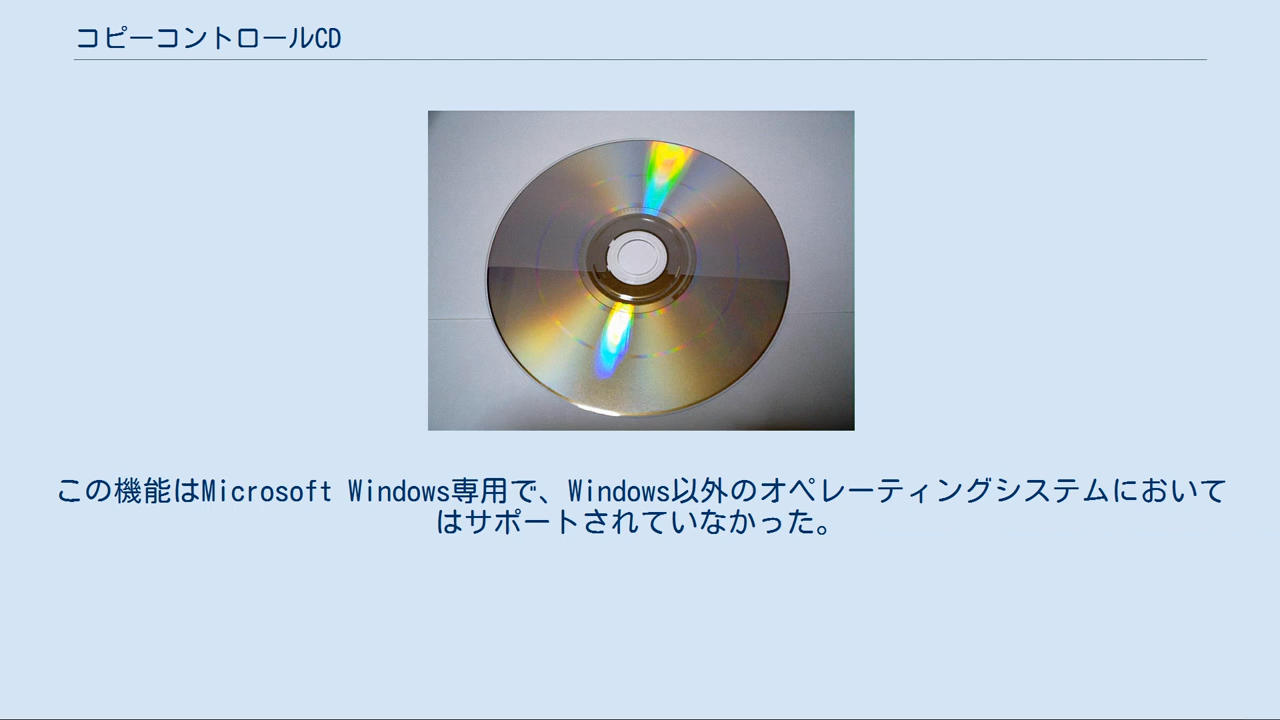 コピーコントロールCD
この機能はMicrosoft Windows専用で、Windows以外のオペレーティングシステムにおいて
はサポートされていなかった。